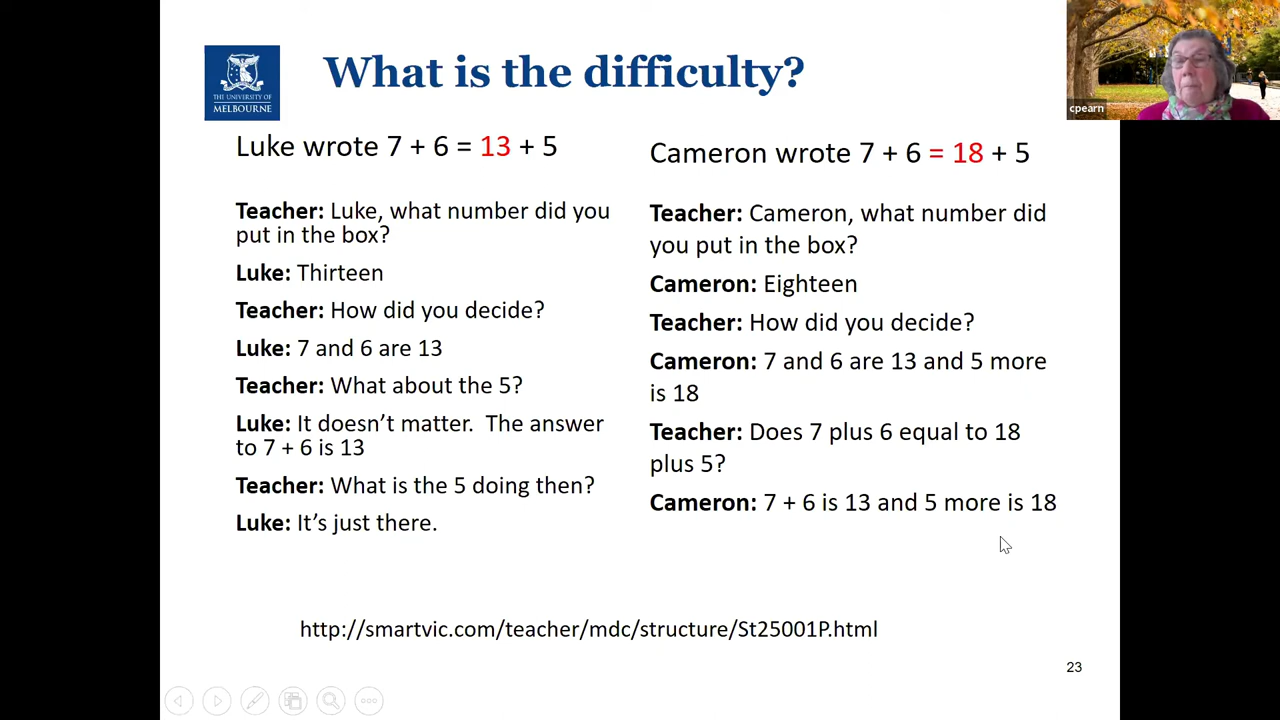 THE UNIVERSITY OF
MELBOURNE
What is the difficulty?
cpearn
Luke wrote 7 + 6 = 13 + 5
Teacher: Luke, what number did you
put in the box?
Luke: Thirteen
Teacher: How did you decide?
Luke: 7 and 6 are 13
Teacher: What about the 5?
Luke: It doesn’t matter.  The answer
to 7 + 6 is 13
Teacher: What is the 5 doing then?
Luke: It’s just there.
Cameron wrote 7 + 6 = 18 + 5
Teacher: Cameron, what number did
you put in the box?
Cameron: Eighteen
Teacher: How did you decide?
Cameron: 7 and 6 are 13 and 5 more
is 18
Teacher: Does 7 plus 6 equal to 18
plus 5?
Cameron: 7 + 6 is 13 and 5 more is 18
http://smartvic.com/teacher/mdc/structure/St25001P.html
23